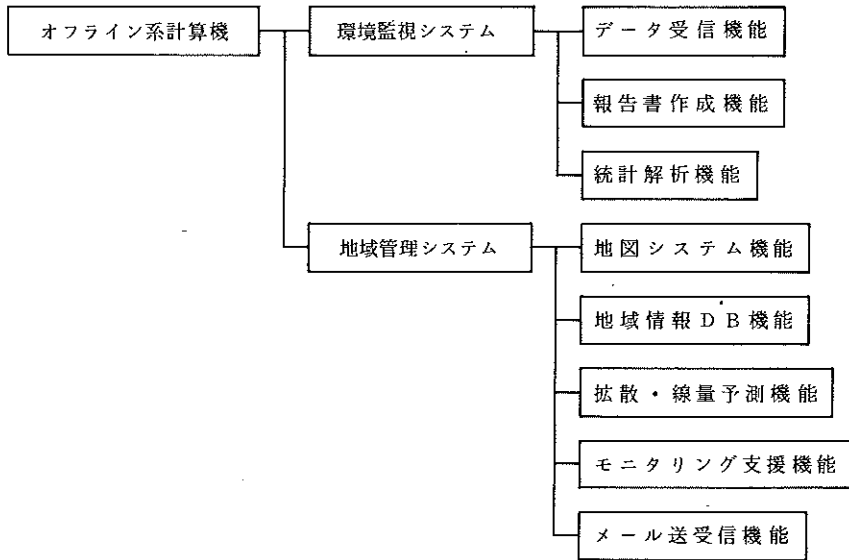 オフライン系計算機
環境監視システム
データ受信機能
報告書作成機能
統計解析機能
地域管理システム
地図システム機能
地域情報DB機能
拡散・線量予測機能
モニタリング支援機能
メール送受信機能